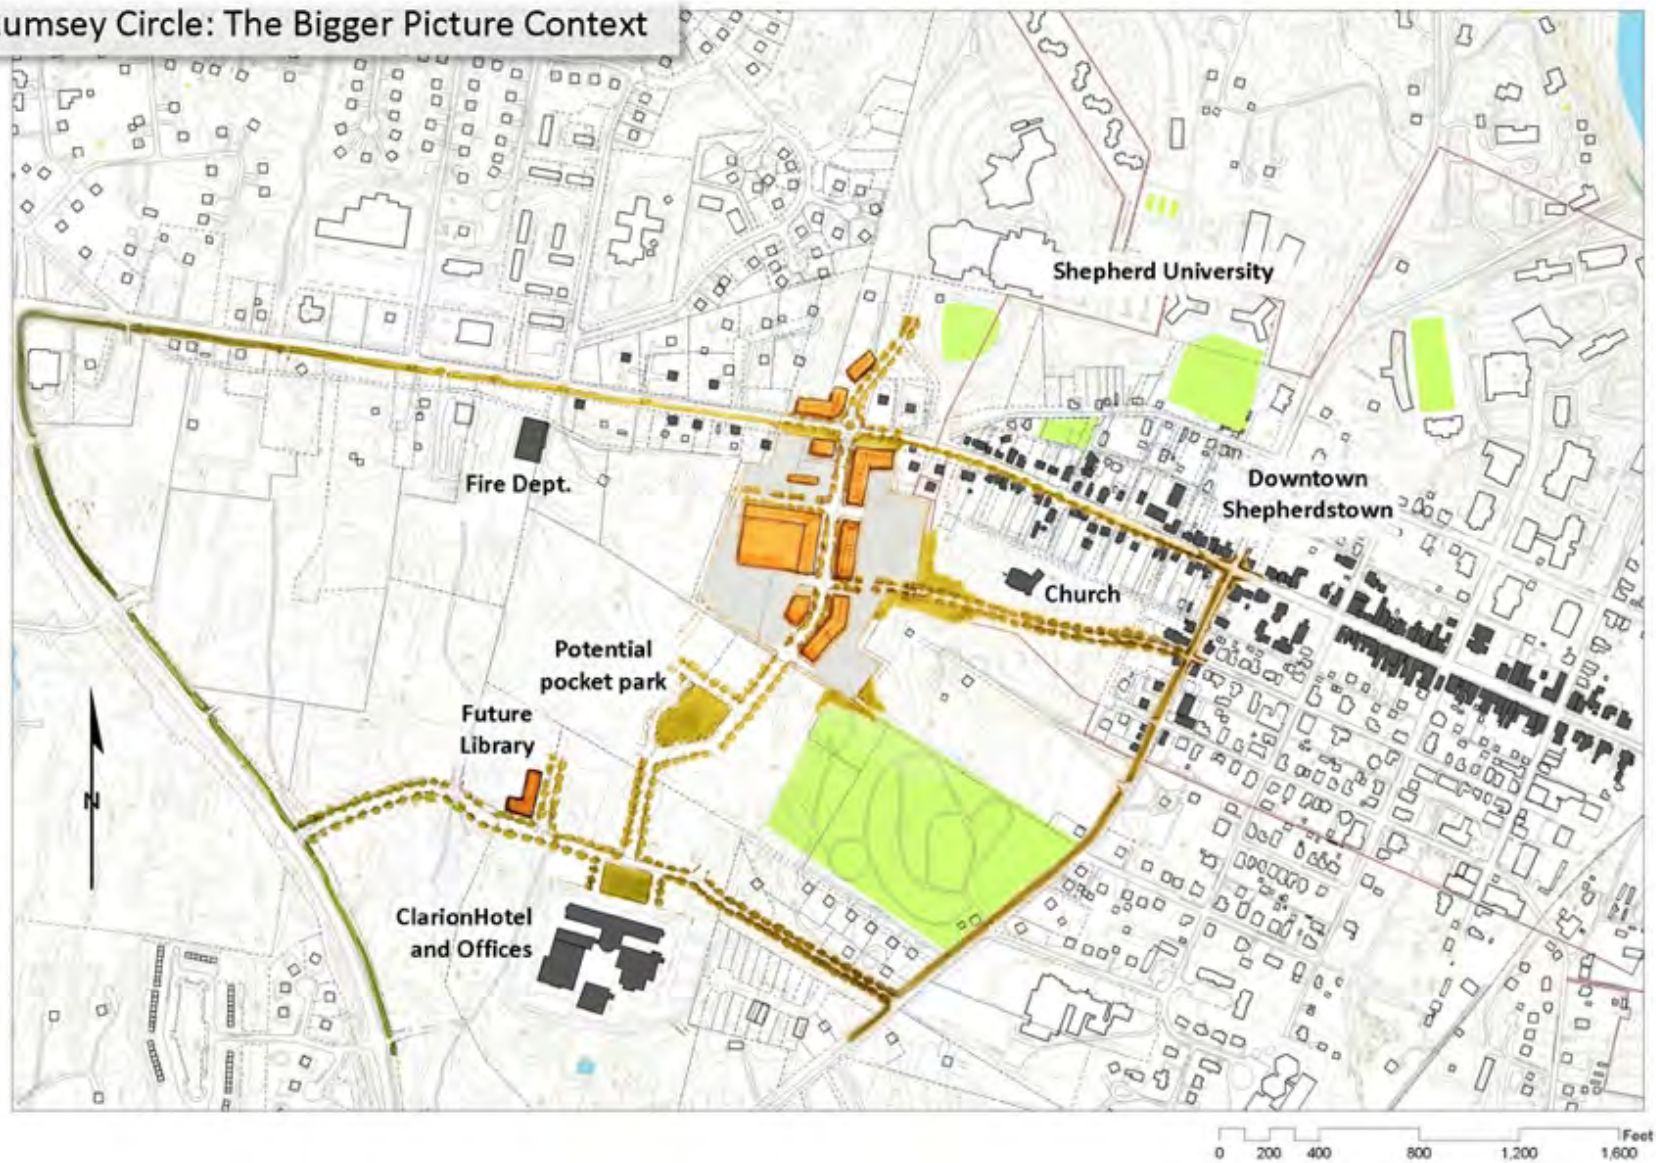 umsey Circle: The Bigger Picture Context
Shepherd University
Downtown
Shepherdstown
Fire Dept.
Church
Potential
pocket park
Future
Library
N
ClarionHotel
and Offices
Feet
0 200 400 800 1,200 1,600